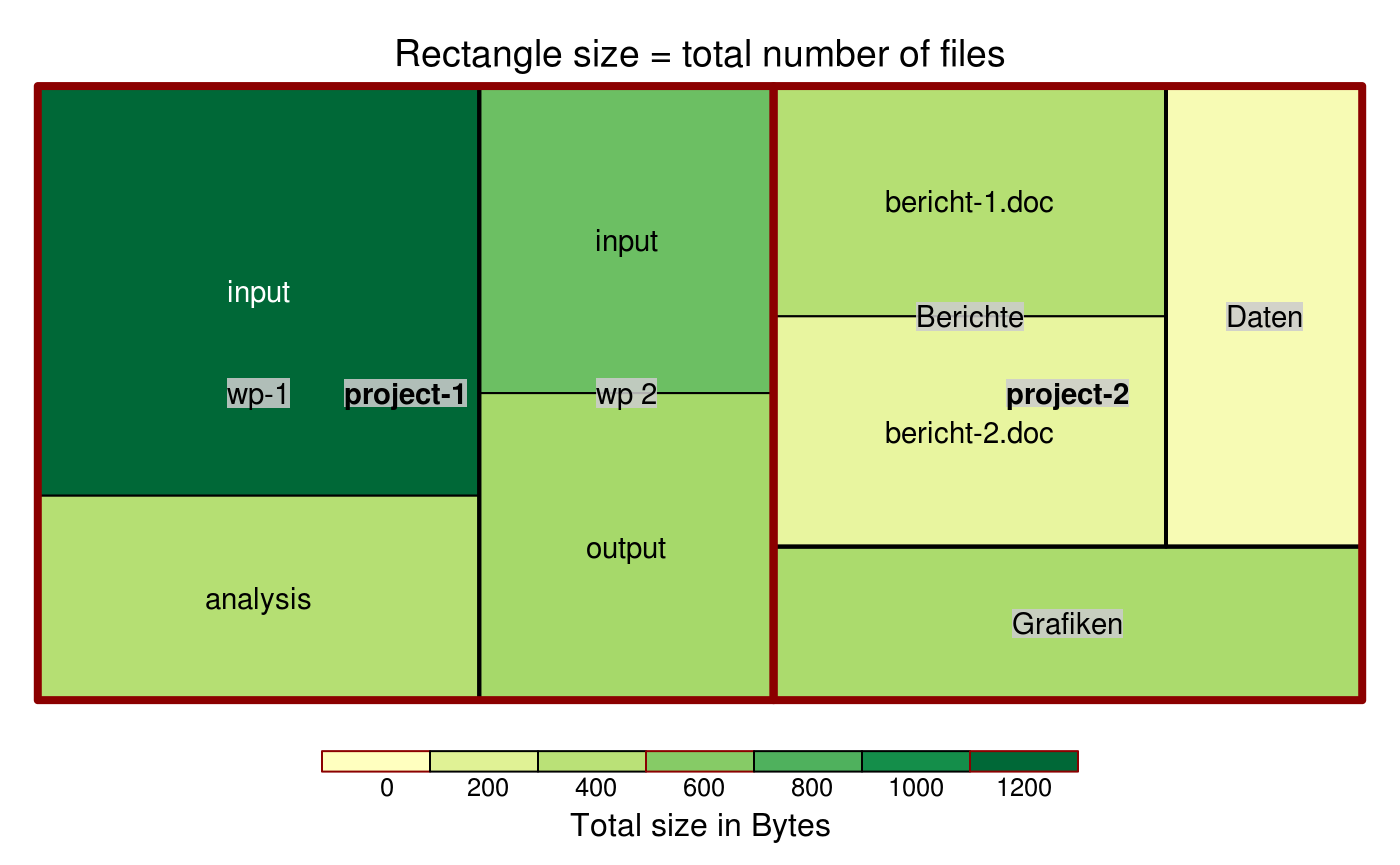 Rectangle size = total number of files
input
wp-1
project-1
analysis
input
wp 2
output
bericht-1.doc
Berichte
project-2
bericht-2.doc
Daten
Grafiken
0 200 400 600 800 1000 1200
Total size in Bytes